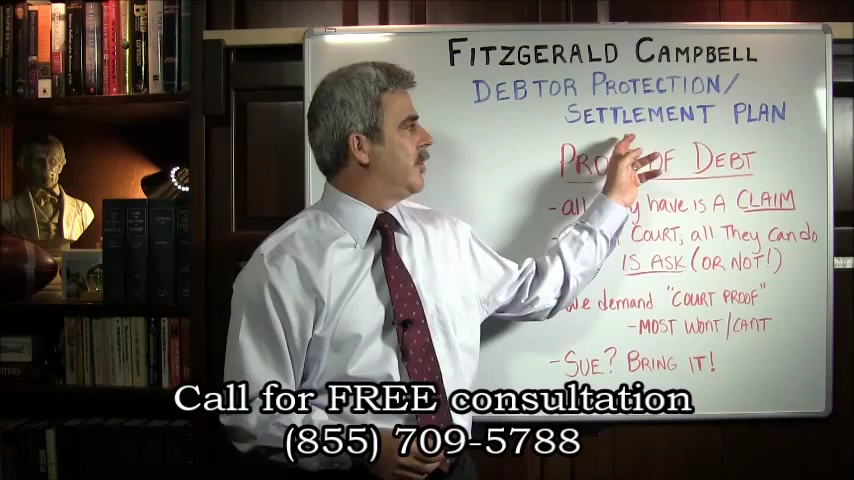 FITZGERALD CAMPBELL
DEBTOR PROTECTION/
SETTLEMENT PLAN
OF DEBT
- all have is A CLAIM
COURT, all They can do
IS ASK (OR NOT!)
we demand "COURT PROOF"
- MOST WONT/CANT
- SUE? BRING IT!
Call for FREE consultation
(855) 709-5788